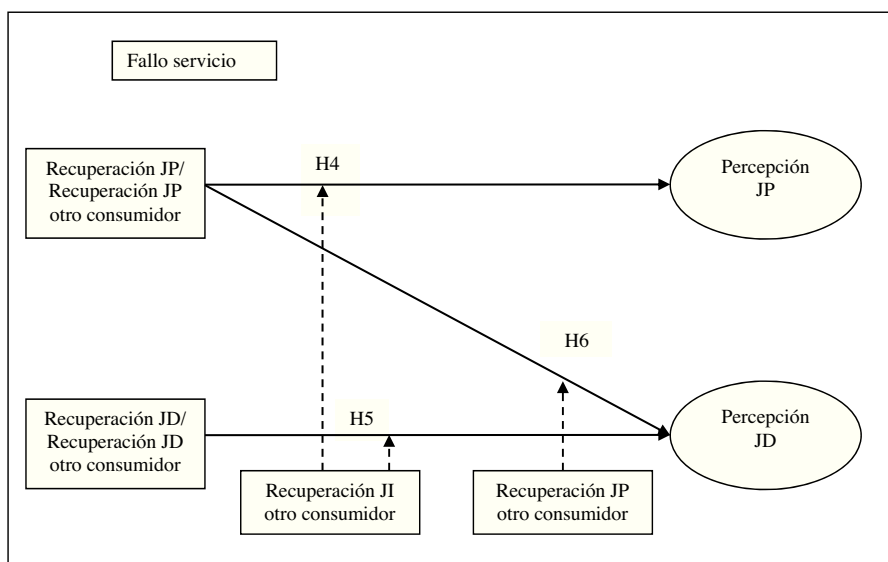 Fallo servicio
Recuperación JP/
Recuperación JP
otro consumidor
H4
Percepción
JP
H6
Recuperación JD/
Recuperación JD
otro consumidor
H5
Percepción
JD
Recuperación JI
otro consumidor
Recuperación JP
otro consumidor